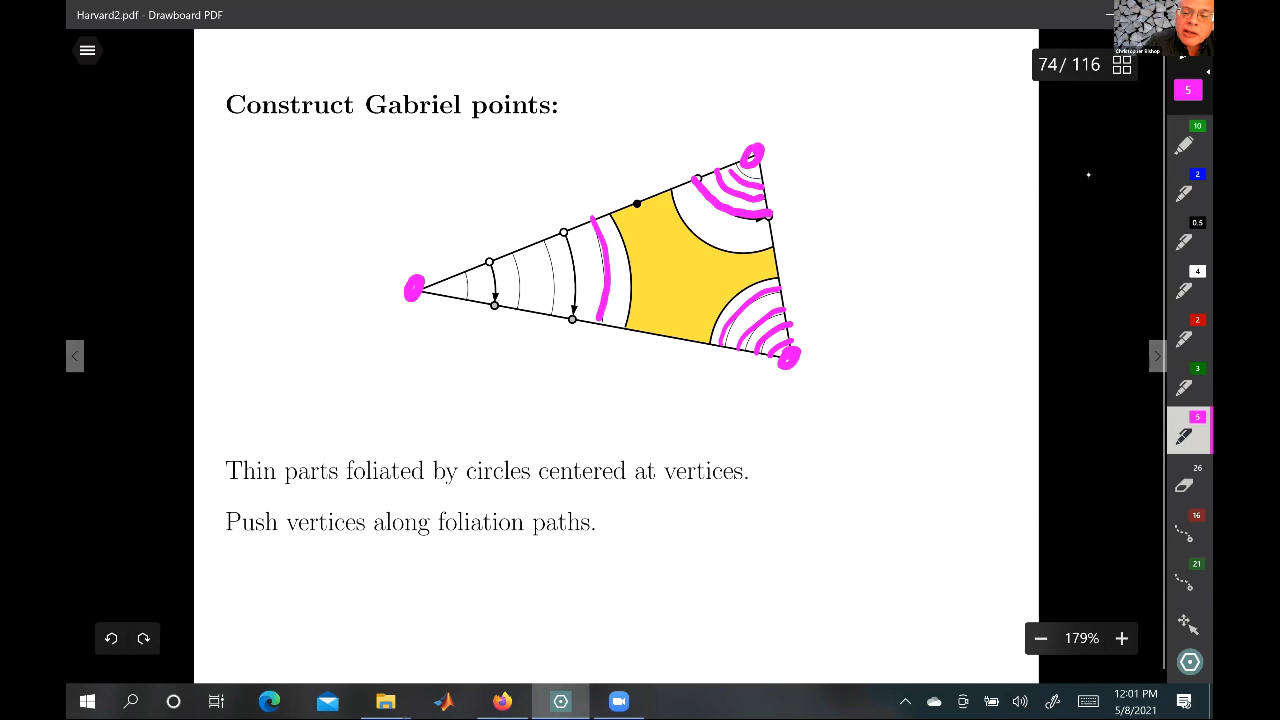 Harvard2.pdf - Drawboard PDF
Christopher Bishop
74 / 116
5
Construct Gabriel points:
10
2
0.5
4
2
3
5
26
16
21
Thin parts foliated by circles centered at vertices.
Push vertices along foliation paths.
179%
12:01 PM
5/8/2021